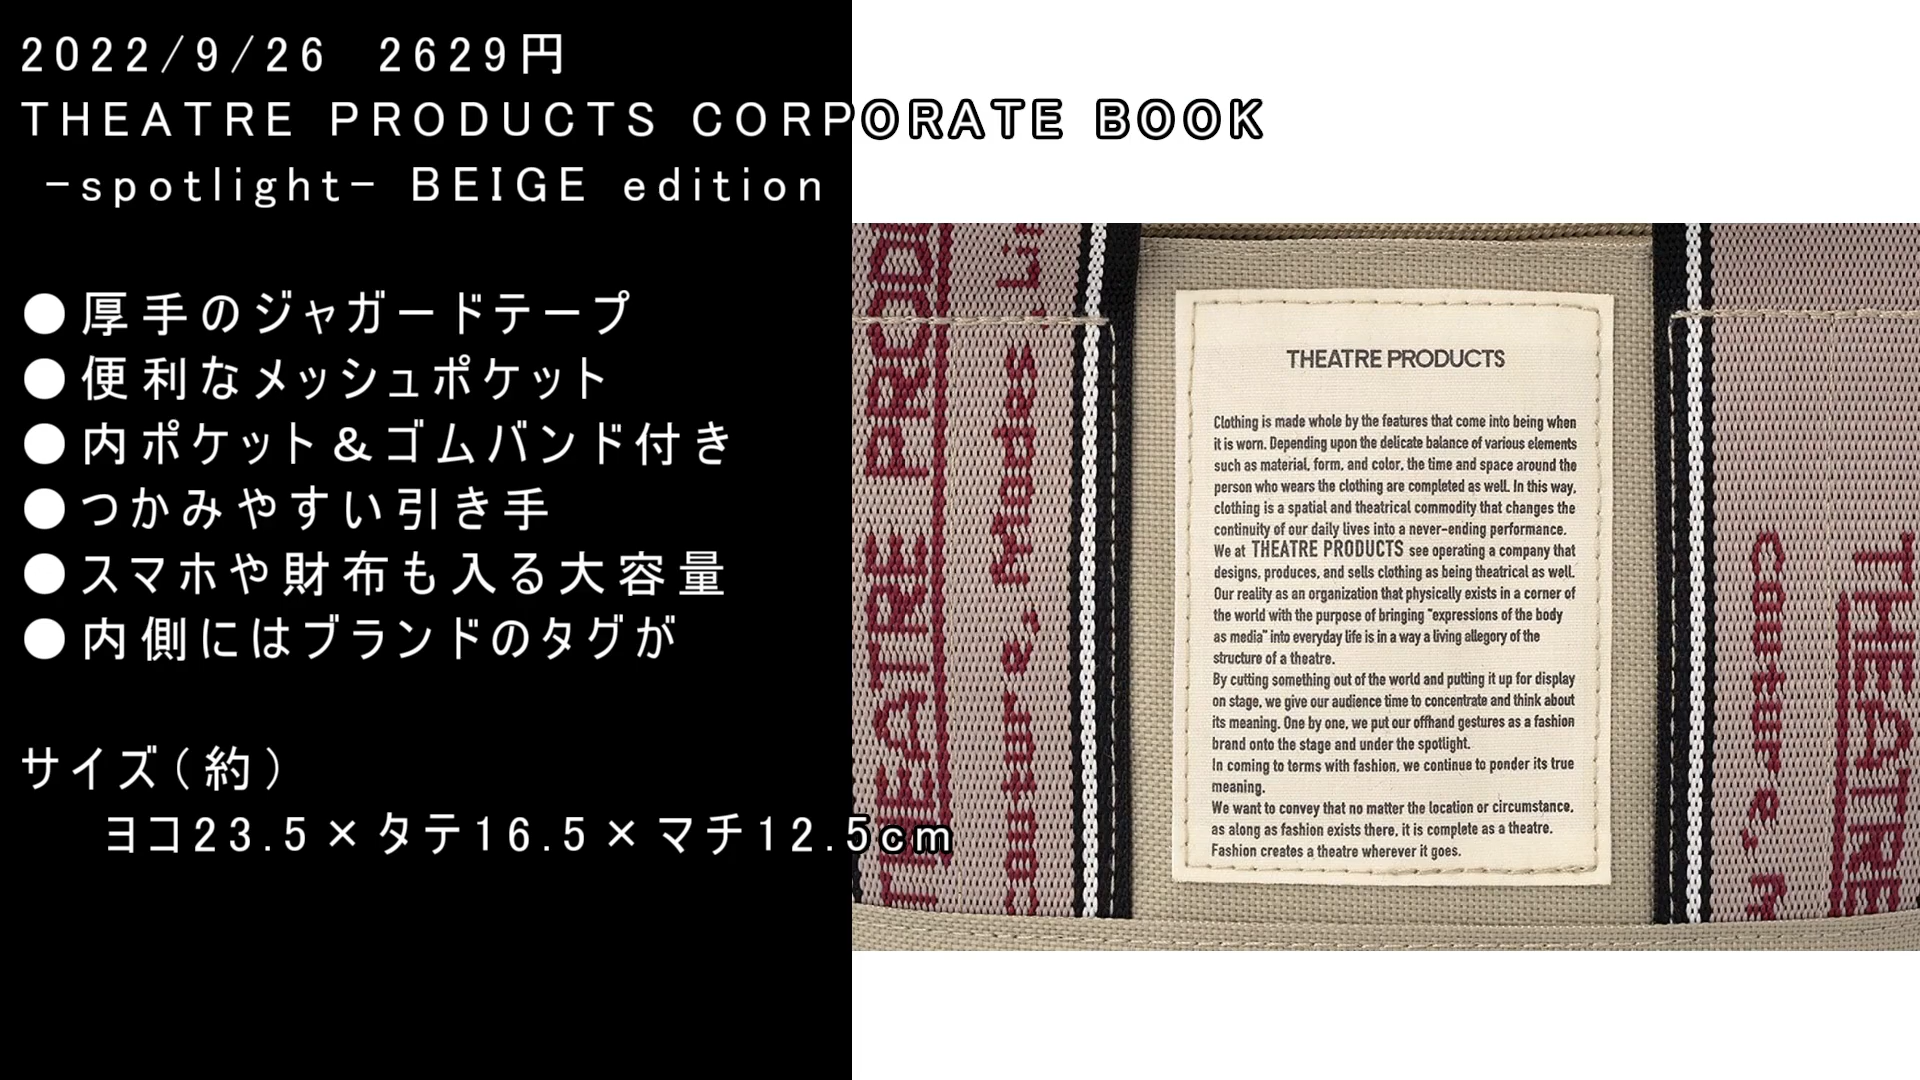 2022/9/26 2629円
THEATRE PRODUCTS CORPORATE BOOK
-spotlight- BEIGE edition
●厚手のジャガードテープ
●便利なメッシュポケット
●内ポケット&ゴムバンド付き
●つかみやすい引き手
●スマホや財布も入る大容量
●内側にはブランドのタグが
サイズ(約)
ヨコ23.5×タテ16.5×マチ12.5cm
THEATRE PROD
THEATRE
couture, Modes Li
THEATRE PRODUCTS
Clothing is made whole by the features that come into being when
it is worn. Depending upon the delicate balance of various elements
such as material, form, and color, the time and space around the
person who wears the clothing are completed as well. In this way,
clothing is a spatial and theatrical commodity that changes the
continuity of our daily lives into a never-ending performance.
We at THEATRE PRODUCTS see operating a company that
designs, produces, and sells clothing as being theatrical as well.
Our reality as an organization that physically exists in a corner of
the world with the purpose of bringing "expressions of the body
as media" into everyday life is in a way a living allegory of the
structure of a theatre.
By cutting something out of the world and putting it up for display
on stage, we give our audience time to concentrate and think about
its meaning. One by one, we put our offhand gestures as a fashion
brand onto the stage and under the spotlight.
In coming to terms with fashion, we continue to ponder its true
meaning.
We want to convey that no matter the location or circumstance,
as along as fashion exists there, it is complete as a theatre.
Fashion creates a theatre wherever it goes.
Couture, M
THEATRE